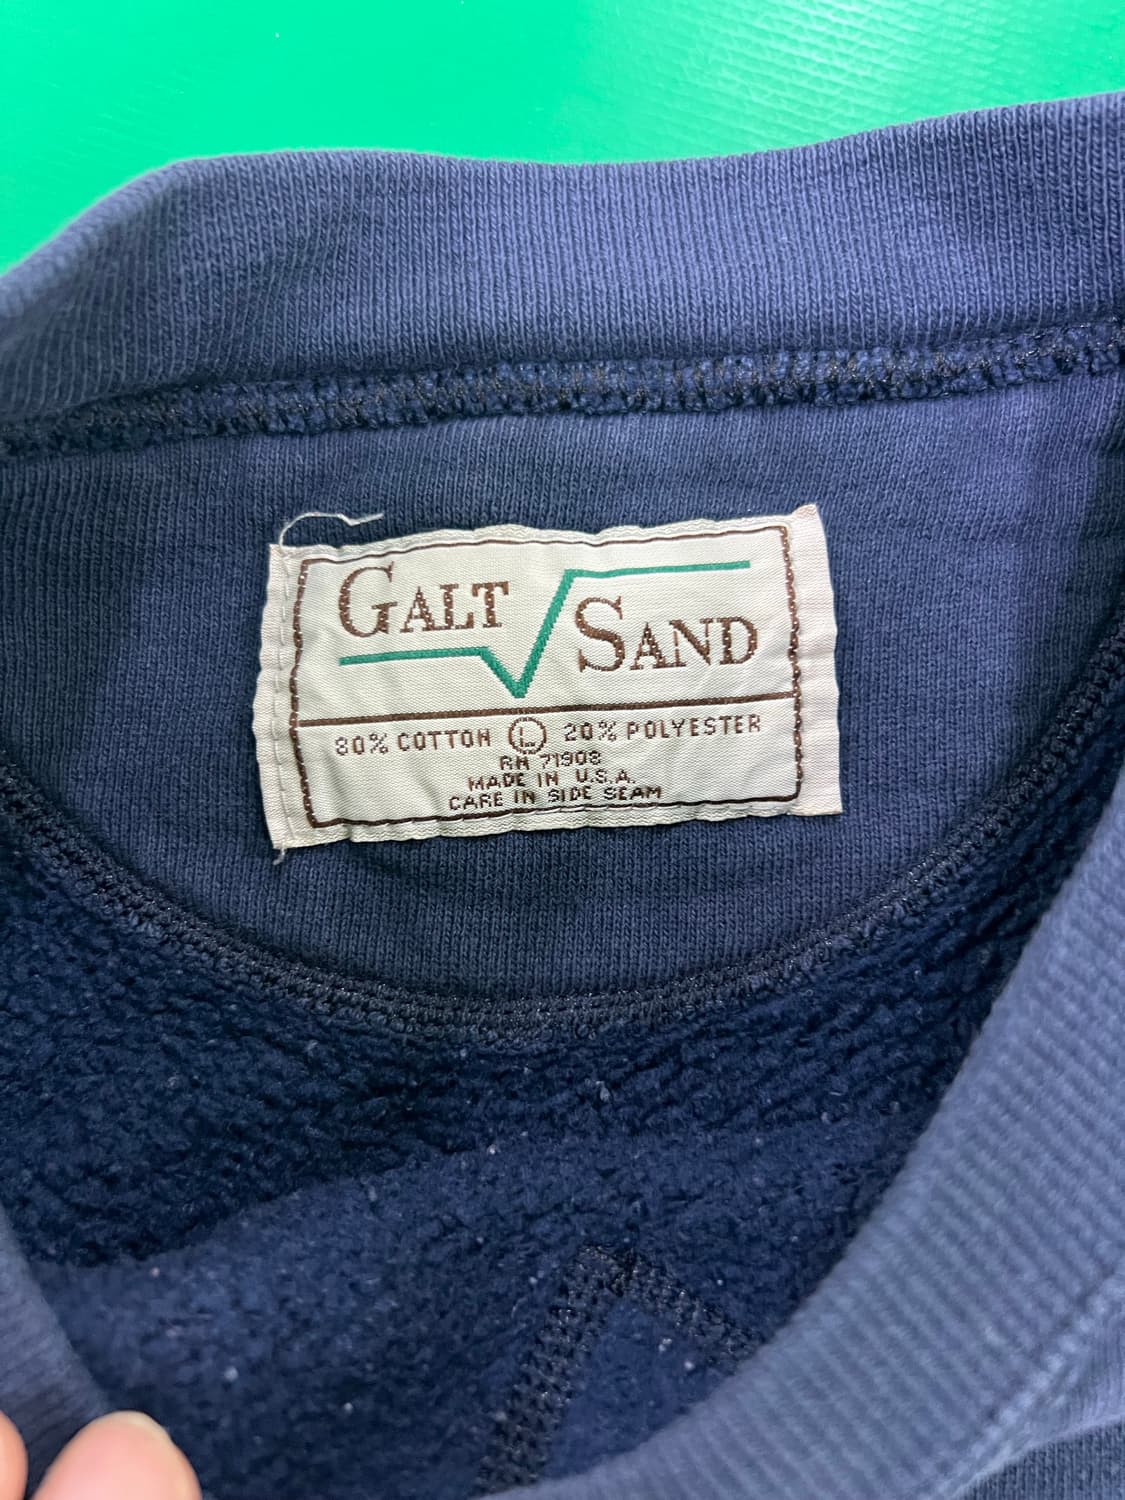 GALT SAND
80% COTTON L 20% POLYESTER
RN 71908
MADE IN U.S.A.
CARE IN SIDE SEAM